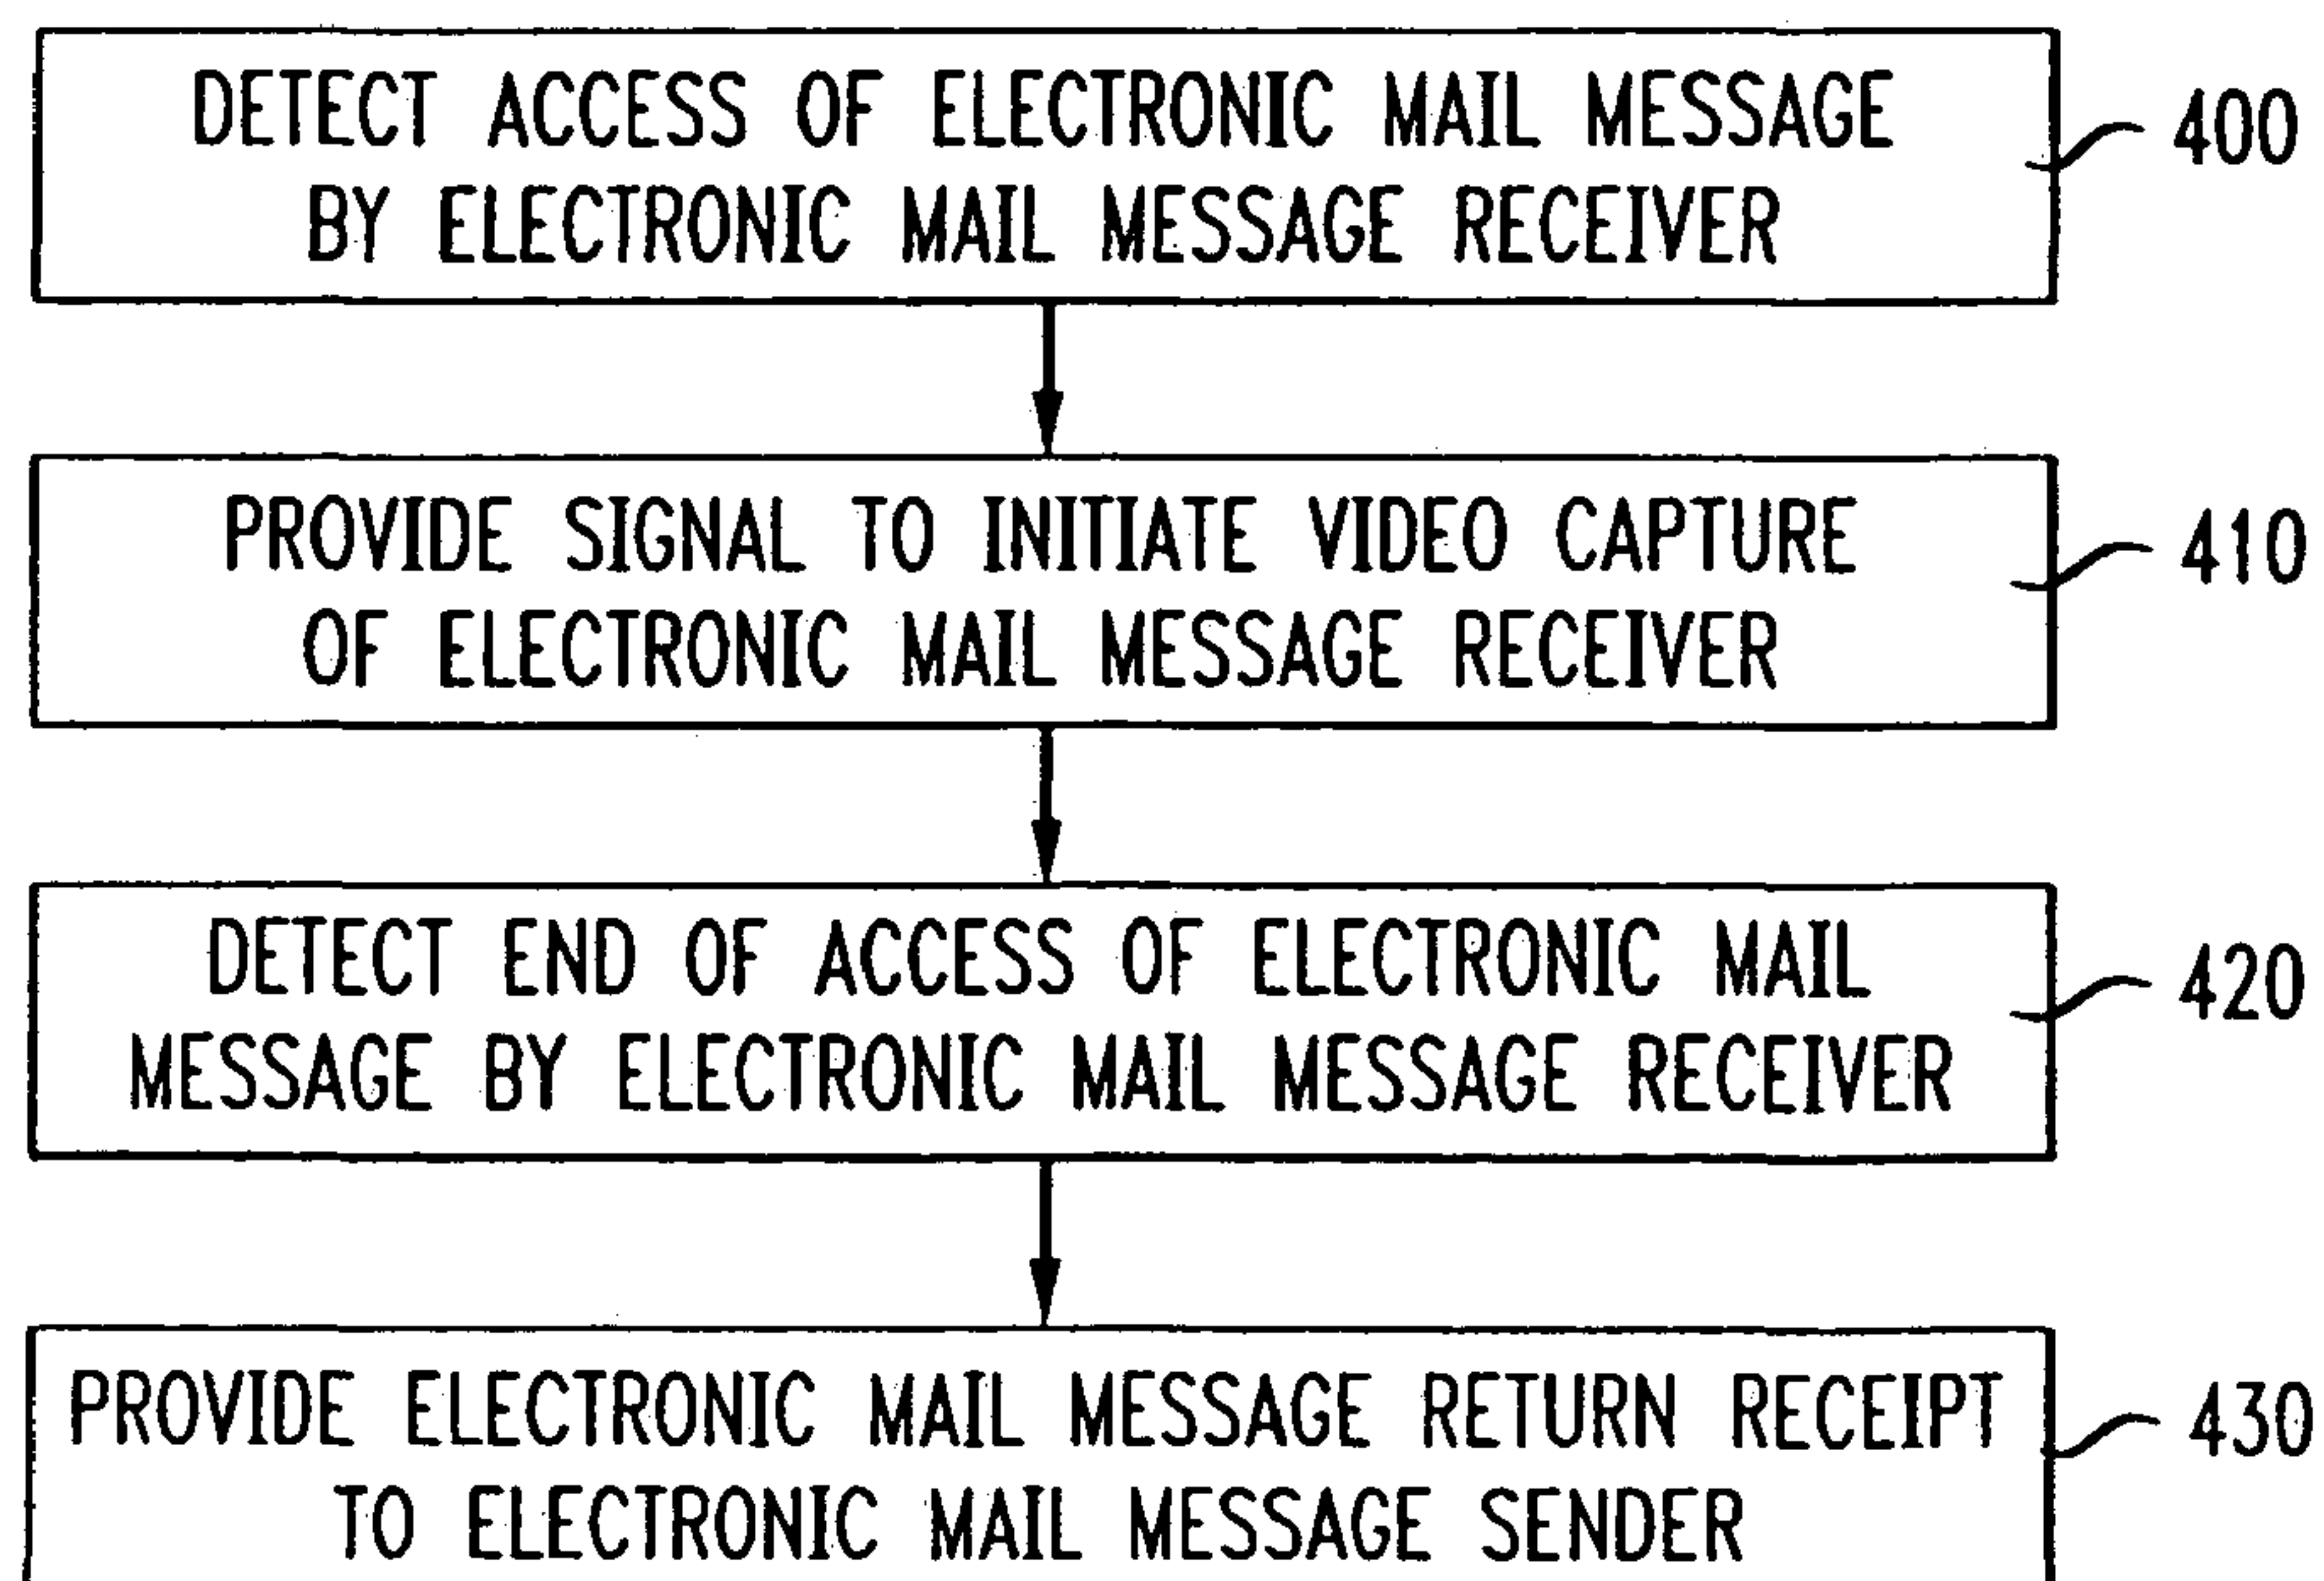 DETECT ACCESS OF ELECTRONIC MAIL MESSAGE
BY ELECTRONIC MAIL MESSAGE RECEIVER
400
PROVIDE SIGNAL TO INITIATE VIDEO CAPTURE
OF ELECTRONIC MAIL MESSAGE RECEIVER
410
DETECT END OF ACCESS OF ELECTRONIC MAIL
MESSAGE BY ELECTRONIC MAIL MESSAGE RECEIVER
420
PROVIDE ELECTRONIC MAIL MESSAGE RETURN RECEIPT
TO ELECTRONIC MAIL MESSAGE SENDER
430